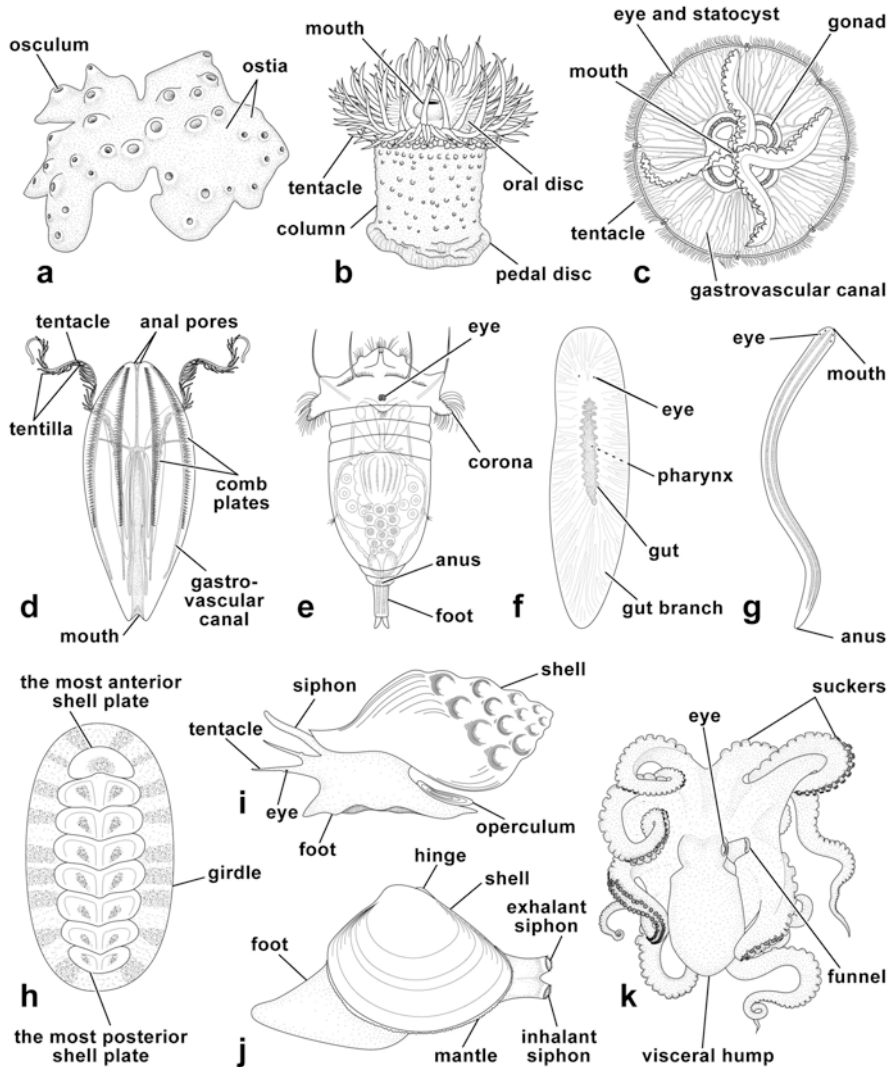 osculum
ostia
a
mouth
tentacle
oral disc
column
pedal disc
b
eye and statocyst
gonad
mouth
tentacle
c
gastrovascular canal
tentacle
anal pores
tentilla
comb
plates
gastro-
vascular
canal
d
mouth
eye
corona
anus
foot
e
eye
pharynx
gut
gut branch
f
eye
mouth
g
anus
the most anterior
shell plate
girdle
h
the most posterior
shell plate
siphon
shell
tentacle
i
eye
foot
operculum
hinge
shell
exhalant
siphon
foot
inhalant
siphon
mantle
j
suckers
eye
funnel
k
visceral hump